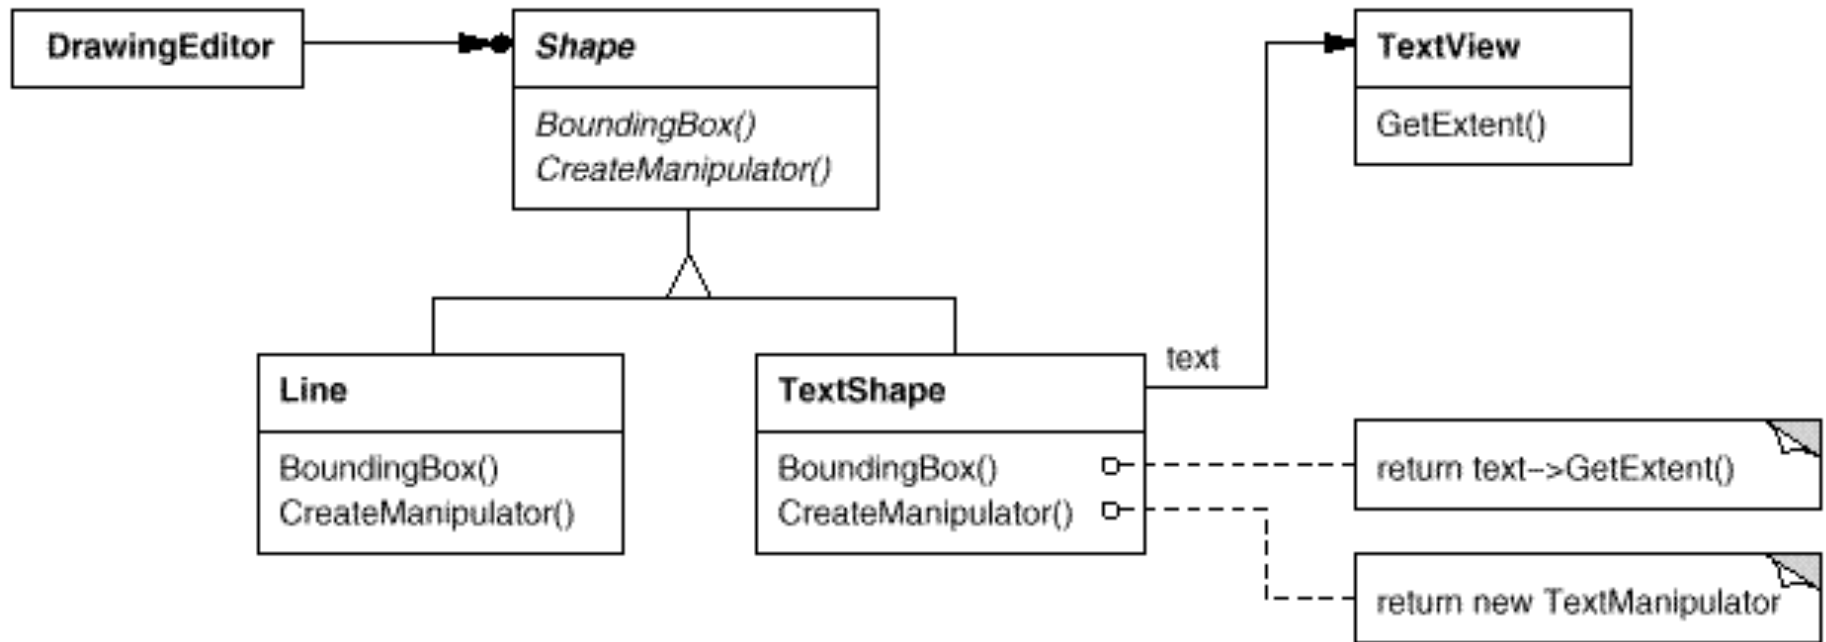 DrawingEditor
Shape
BoundingBox()
CreateManipulator()
TextView
GetExtent()
Line
BoundingBox()
CreateManipulator()
TextShape
BoundingBox()
CreateManipulator()
text
return text->GetExtent()
return new TextManipulator